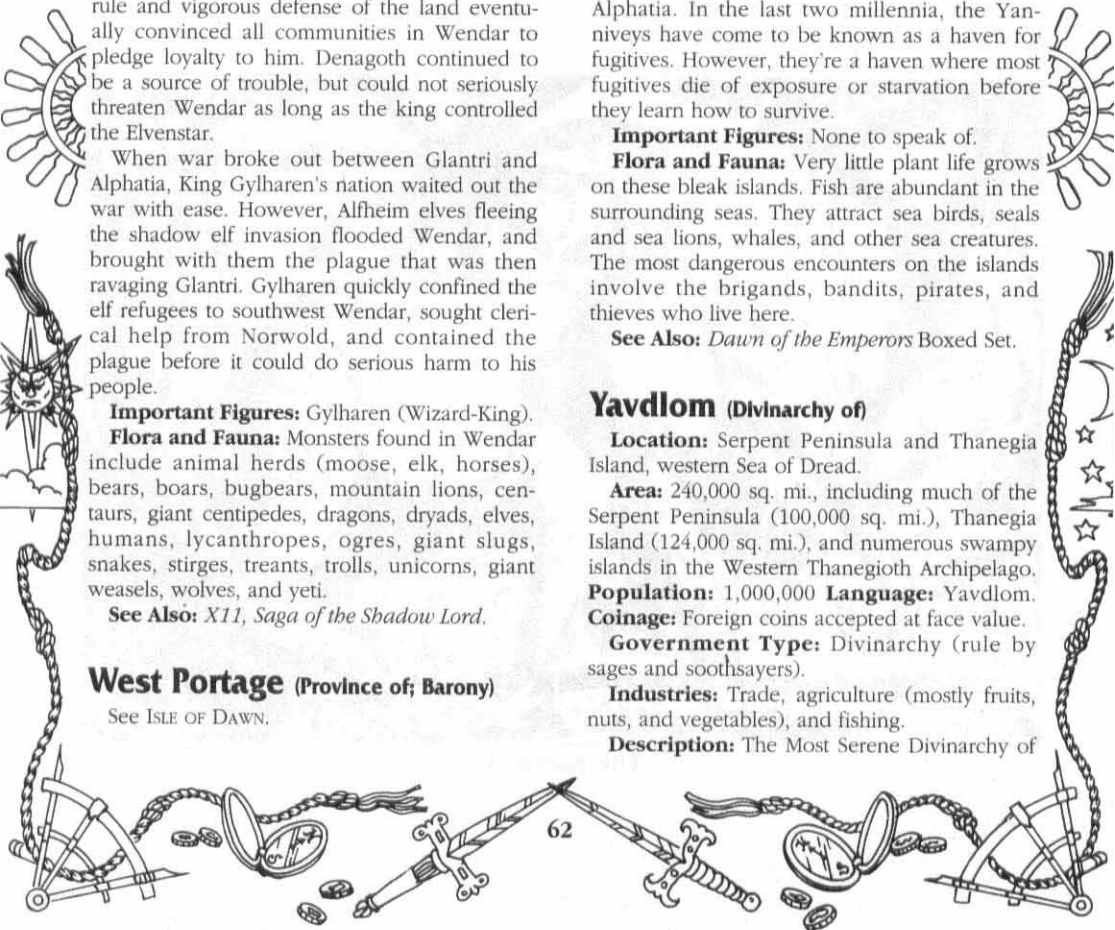 rule and vigorous defense of the land eventu-
ally convinced all communities in Wendar to
pledge loyalty to him. Denagoth continued to
be a source of trouble, but could not seriously
threaten Wendar as long as the king controlled
the Elvenstar.
When war broke out between Glantri and
Alphatia, King Gylharen's nation waited out the
war with ease. However, Alfheim elves fleeing
the shadow elf invasion flooded Wendar, and
brought with them the plague that was then
ravaging Glantri. Gylharen quickly confined the
elf refugees to southwest Wendar, sought cleri-
cal help from Norwold, and contained the
plague before it could do serious harm to his
people.
Important Figures: Gylharen (Wizard-King).
Flora and Fauna: Monsters found in Wendar
include animal herds (moose, elk, horses),
bears, boars, bugbears, mountain lions, cen-
taurs, giant centipedes, dragons, dryads, elves,
humans, lycanthropes, ogres, giant slugs,
snakes, stirges, treants, trolls, unicorns, giant
weasels, wolves, and yeti.
See Also: X11, Saga of the Shadow Lord.
West Portage (Province of; Barony)
See ISLE OF DAWN.
Alphatia. In the last two millennia, the Yan-
niveys have come to be known as a haven for
fugitives. However, they're a haven where most
fugitives die of exposure or starvation before
they learn how to survive.
Important Figures: None to speak of.
Flora and Fauna: Very little plant life grows
on these bleak islands. Fish are abundant in the
surrounding seas. They attract sea birds, seals
and sea lions, whales, and other sea creatures.
The most dangerous encounters on the islands
involve the brigands, bandits, pirates, and
thieves who live here.
See Also: Dawn of the Emperors Boxed Set.
Yavdlom (Divinarchy of)
Location: Serpent Peninsula and Thanegia
Island, western Sea of Dread.
Area: 240,000 sq. mi., including much of the
Serpent Peninsula (100,000 sq. mi.), Thanegia
Island (124,000 sq. mi.), and numerous swampy
islands in the Western Thanegioth Archipelago.
Population: 1,000,000 Language: Yavdlom.
Coinage: Foreign coins accepted at face value.
Government Type: Divinarchy (rule by
sages and soothsayers).
Industries: Trade, agriculture (mostly fruits,
nuts, and vegetables), and fishing.
Description: The Most Serene Divinarchy of
62